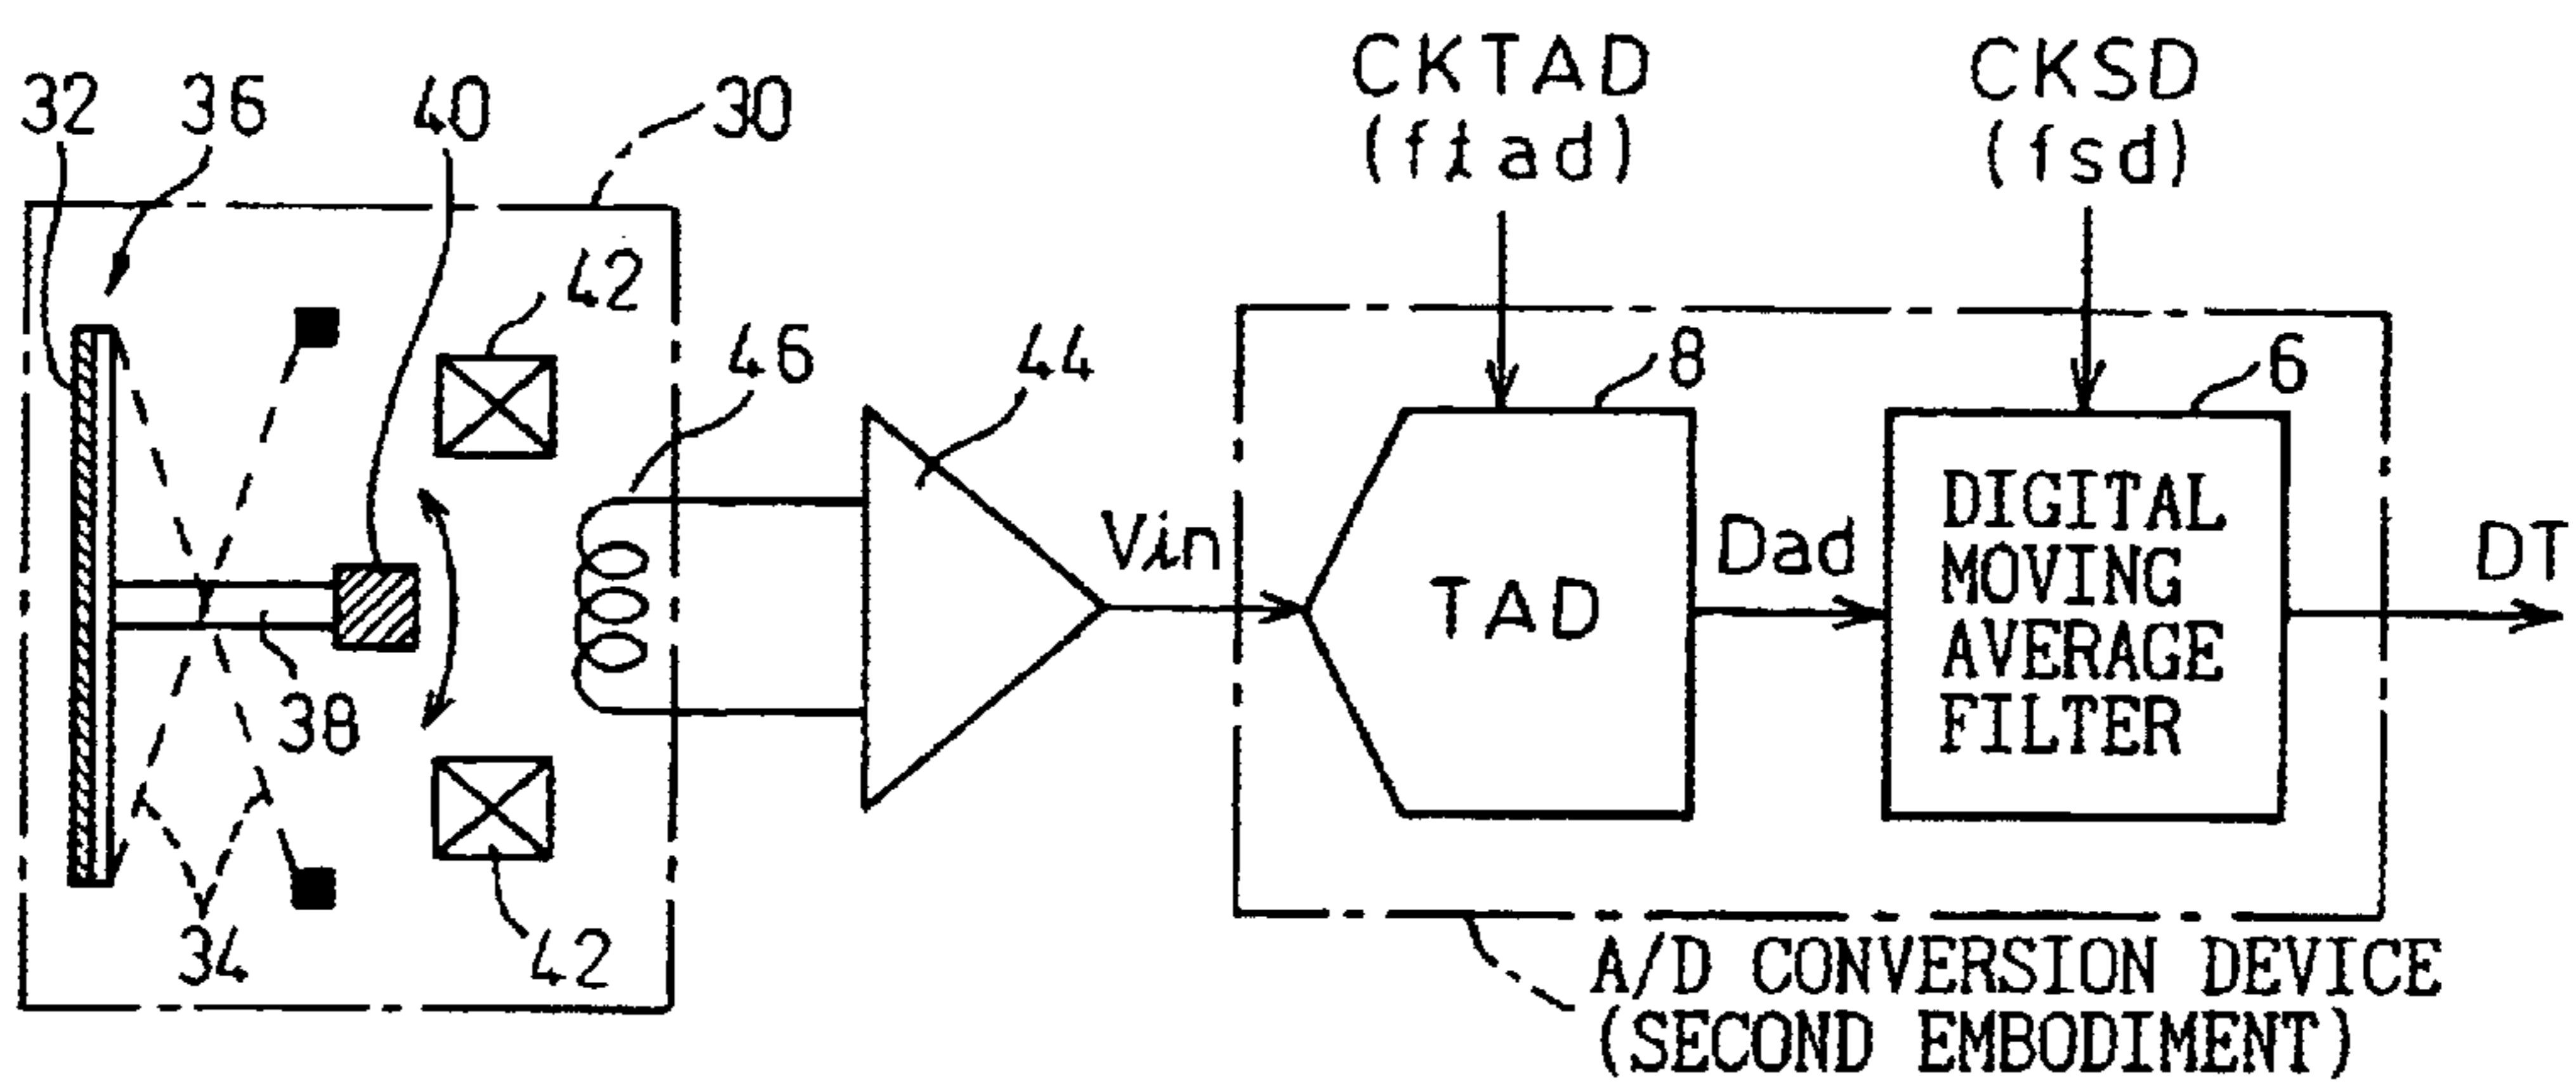 32
36
40
30
CKTAD
(ftad)
CKSD
(fsd)
42
46
44
8
6
Vin
TAD
Dad
DIGITAL
MOVING
AVERAGE
FILTER
DT
38
34
42
A/D CONVERSION DEVICE
(SECOND EMBODIMENT)